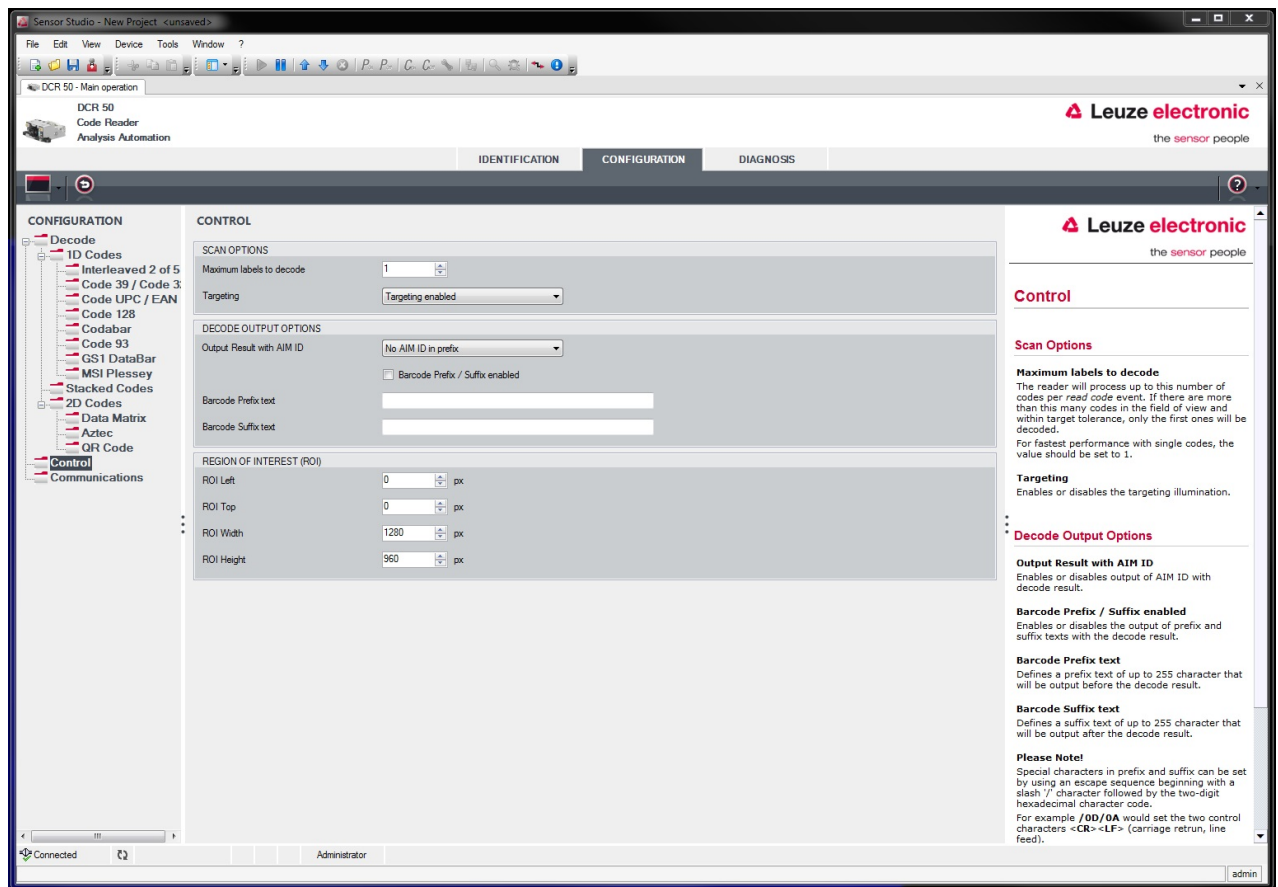 Sensor Studio - New Project <unsaved>
File Edit View Device Tools Window ?
DCR 50 - Main operation
DCR 50
Code Reader
Analysis Automation
Leuze electronic
the sensor people
IDENTIFICATION CONFIGURATION DIAGNOSIS
CONFIGURATION
Decode
1D Codes
Interleaved 2 of 5
Code 39 / Code 3
Code UPC / EAN
Code 128
Codabar
Code 93
GS1 DataBar
MSI Plessey
Stacked Codes
2D Codes
Data Matrix
Aztec
QR Code
Control
Communications
CONTROL
SCAN OPTIONS
Maximum labels to decode 1
Targeting Targeting enabled
DECODE OUTPUT OPTIONS
Output Result with AIM ID No AIM ID in prefix
Barcode Prefix / Suffix enabled
Barcode Prefix text
Barcode Suffix text
REGION OF INTEREST (ROI)
ROI Left 0 px
ROI Top 0 px
ROI Width 1280 px
ROI Height 960 px
Leuze electronic
the sensor people
Control
Scan Options
Maximum labels to decode
The reader will process up to this number of
codes per read code event. If there are more
than this many codes in the field of view and
within target tolerance, only the first ones will be
decoded.
For fastest performance with single codes, the
value should be set to 1.
Targeting
Enables or disables the targeting illumination.
Decode Output Options
Output Result with AIM ID
Enables or disables output of AIM ID with
decode result.
Barcode Prefix / Suffix enabled
Enables or disables the output of prefix and
suffix texts with the decode result.
Barcode Prefix text
Defines a prefix text of up to 255 character that
will be output before the decode result.
Barcode Suffix text
Defines a suffix text of up to 255 character that
will be output after the decode result.
Please Note!
Special characters in prefix and suffix can be set
by using an escape sequence beginning with a
slash '/' character followed by the two-digit
hexadecimal character code.
For example /0D/0A would set the two control
characters <CR><LF> (carriage retrun, line
feed).
Connected Administrator
admin